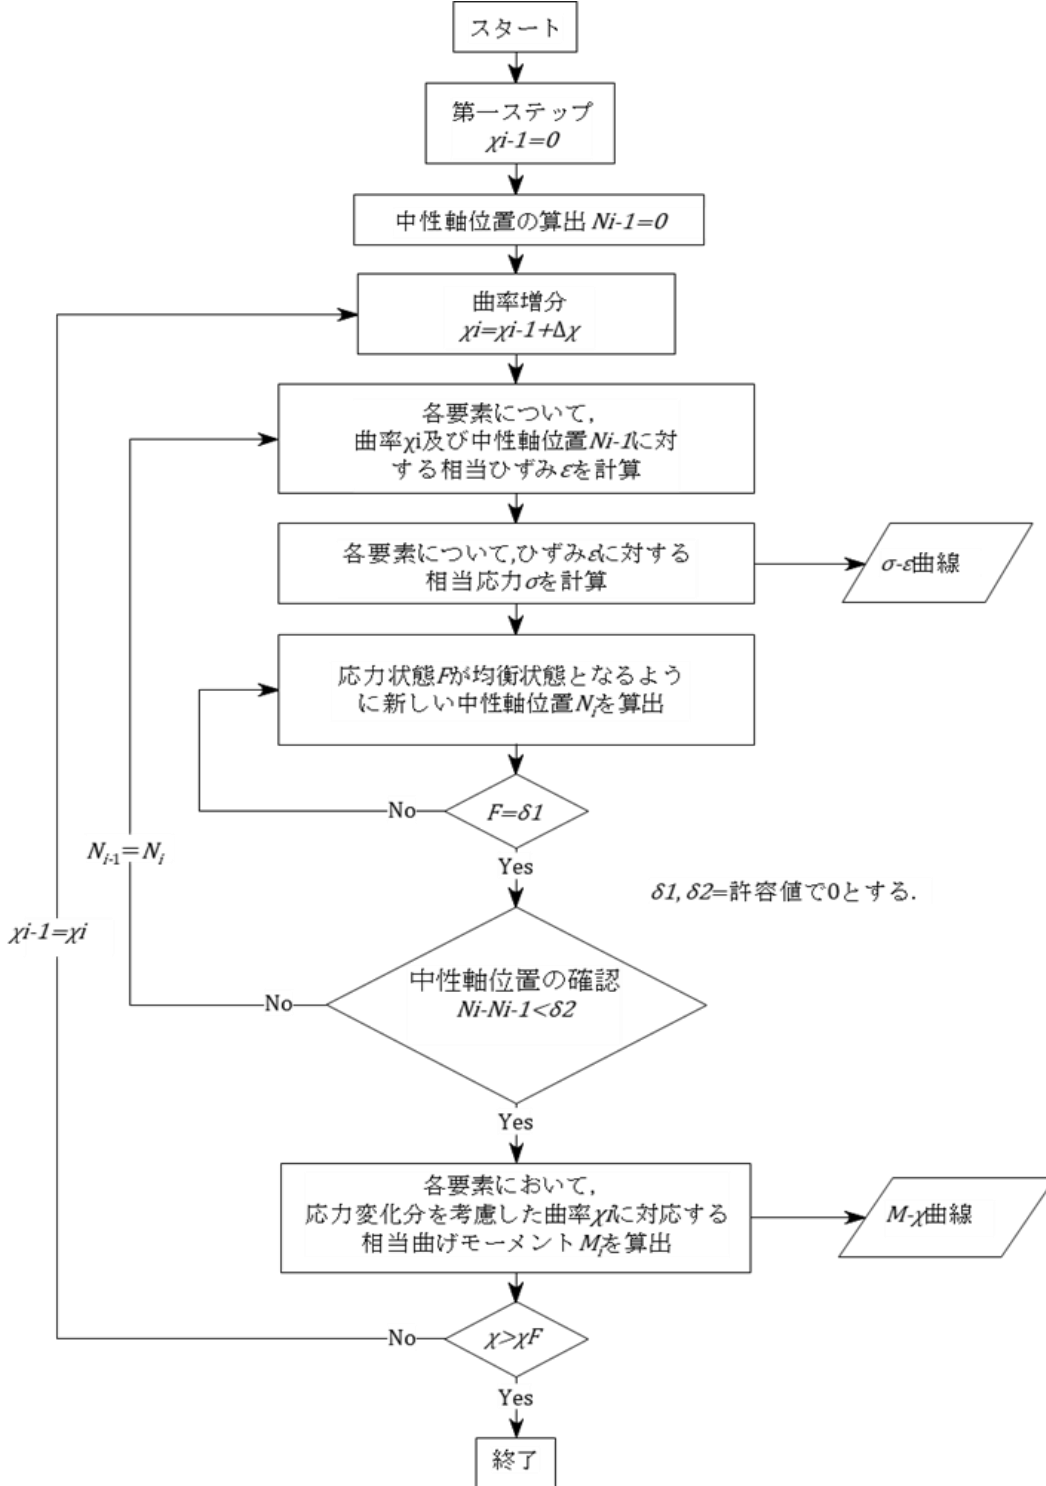 スタート
第一ステップ
χi-1=0
中性軸位置の算出 Ni-1=0
曲率増分
χi=χi-1+Δχ
各要素について,
曲率χi及び中性軸位置Ni-1に対
する相当ひずみεを計算
各要素について,ひずみεに対する
相当応力σを計算
σ-ε曲線
応力状態Fが均衡状態となるよう
に新しい中性軸位置Niを算出
No
F=δ1
Yes
Ni-1=Ni
δ1, δ2=許容値で0とする.
χi-1=χi
中性軸位置の確認
Ni-Ni-1<δ2
No
Yes
各要素において,
応力変化分を考慮した曲率χiに対応する
相当曲げモーメントMiを算出
M-χ曲線
No
χ>χF
Yes
終了